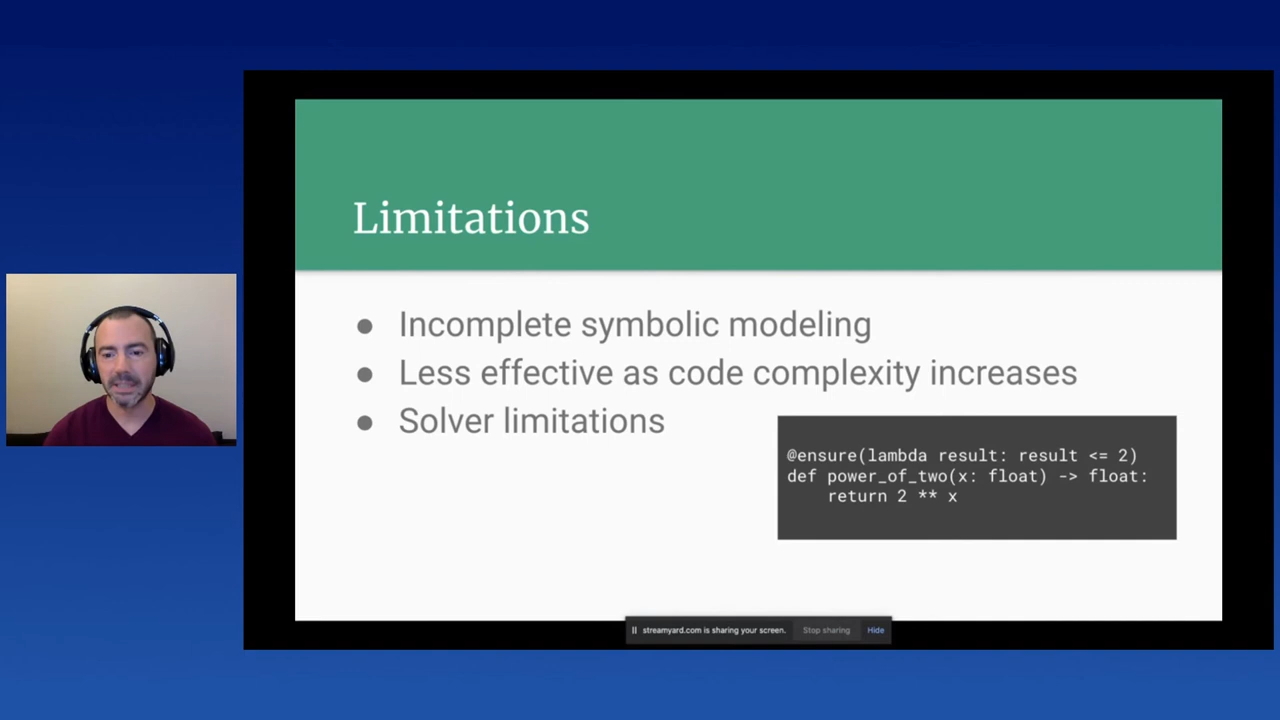 Limitations
● Incomplete symbolic modeling
● Less effective as code complexity increases
● Solver limitations
@ensure(lambda result: result <= 2)
def power_of_two(x: float) -> float:
    return 2 ** x
streamyard.com is sharing your screen. Stop sharing Hide